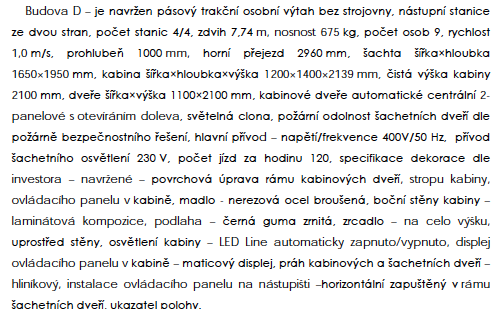 Budova D – je navržen pásový trakční osobní výtah bez strojovny, nástupní stanice
ze dvou stran, počet stanic 4/4, zdvih 7,74 m, nosnost 675 kg, počet osob 9, rychlost
1,0 m/s, prohlubeň 1000 mm, horní přejezd 2960 mm, šachta šířka×hloubka
1650×1950 mm, kabina šířka×hloubka×výška 1200×1400×2139 mm, čistá výška kabiny
2100 mm, dveře šířka×výška 1100×2100 mm, kabinové dveře automatické centrální 2-
panelové s otevíráním doleva, světelná clona, požární odolnost šachetních dveří dle
požárně bezpečnostního řešení, hlavní přívod – napětí/frekvence 400V/50 Hz, přívod
šachetního osvětlení 230 V, počet jízd za hodinu 120, specifikace dekorace dle
investora – navržené – povrchová úprava rámu kabinových dveří, stropu kabiny,
ovládacího panelu v kabině, madlo - nerezová ocel broušená, boční stěny kabiny –
laminátová kompozice, podlaha – černá guma zrnitá, zrcadlo – na celo výšku,
uprostřed stěny, osvětlení kabiny – LED Line automaticky zapnuto/vypnuto, displej
ovládacího panelu v kabině – maticový displej, práh kabinových a šachetních dveří –
hliníkový, instalace ovládacího panelu na nástupišti –horizontální zapuštěný v rámu
šachetních dveří, ukazatel polohy.